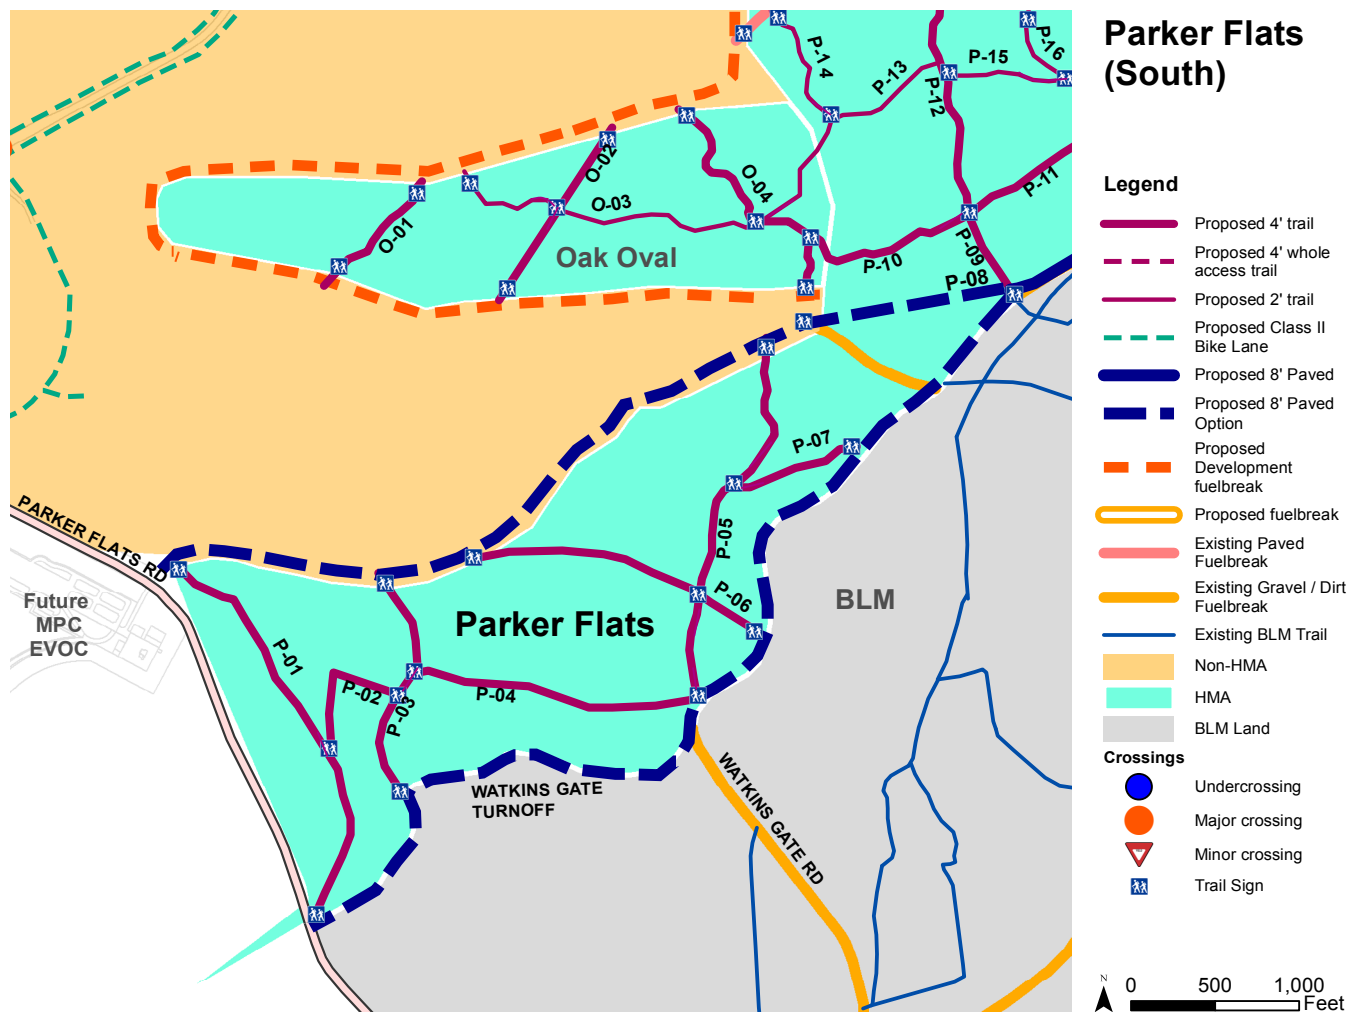 Parker Flats
(South)
Legend
Proposed 4' trail
Proposed 4' whole
access trail
Proposed 2' trail
Proposed Class II
Bike Lane
Proposed 8' Paved
Proposed 8' Paved
Option
Proposed
Development
fuelbreak
Proposed fuelbreak
Existing Paved
Fuelbreak
Existing Gravel / Dirt
Fuelbreak
Existing BLM Trail
Non-HMA
HMA
BLM Land
Crossings
Undercrossing
Major crossing
Minor crossing
Trail Sign
N
0 500 1,000
Feet
P-14
P-13
P-12
P-15
P-16
P-11
O-02
O-04
O-03
O-01
Oak Oval
P-10
P-09
P-08
P-07
P-05
P-06
PARKER FLATS RD
Future
MPC
EVOC
Parker Flats
BLM
P-01
P-02
P-03
P-04
WATKINS GATE
TURNOFF
WATKINS GATE RD